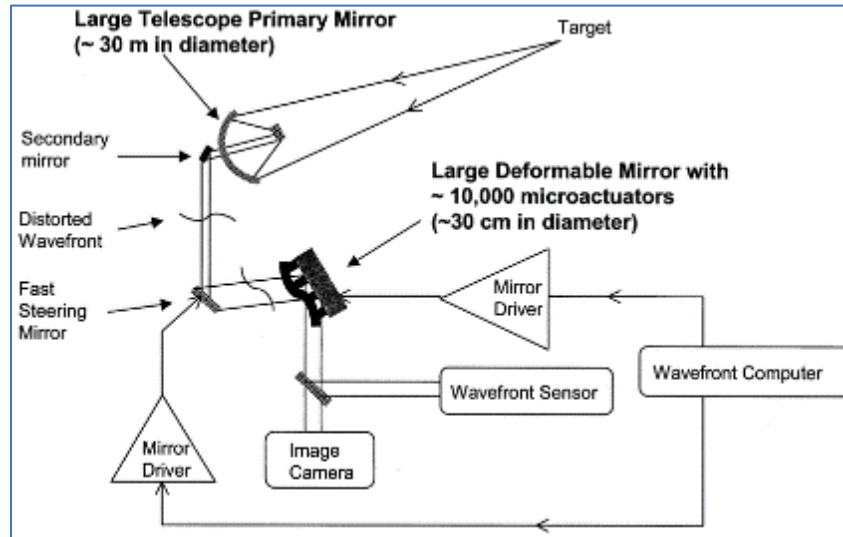 Large Telescope Primary Mirror
(~ 30 m in diameter)
Target
Secondary
mirror
Large Deformable Mirror with
~ 10,000 microactuators
(~30 cm in diameter)
Distorted
Wavefront
Fast
Steering
Mirror
Mirror
Driver
Wavefront Computer
Wavefront Sensor
Mirror
Driver
Image
Camera